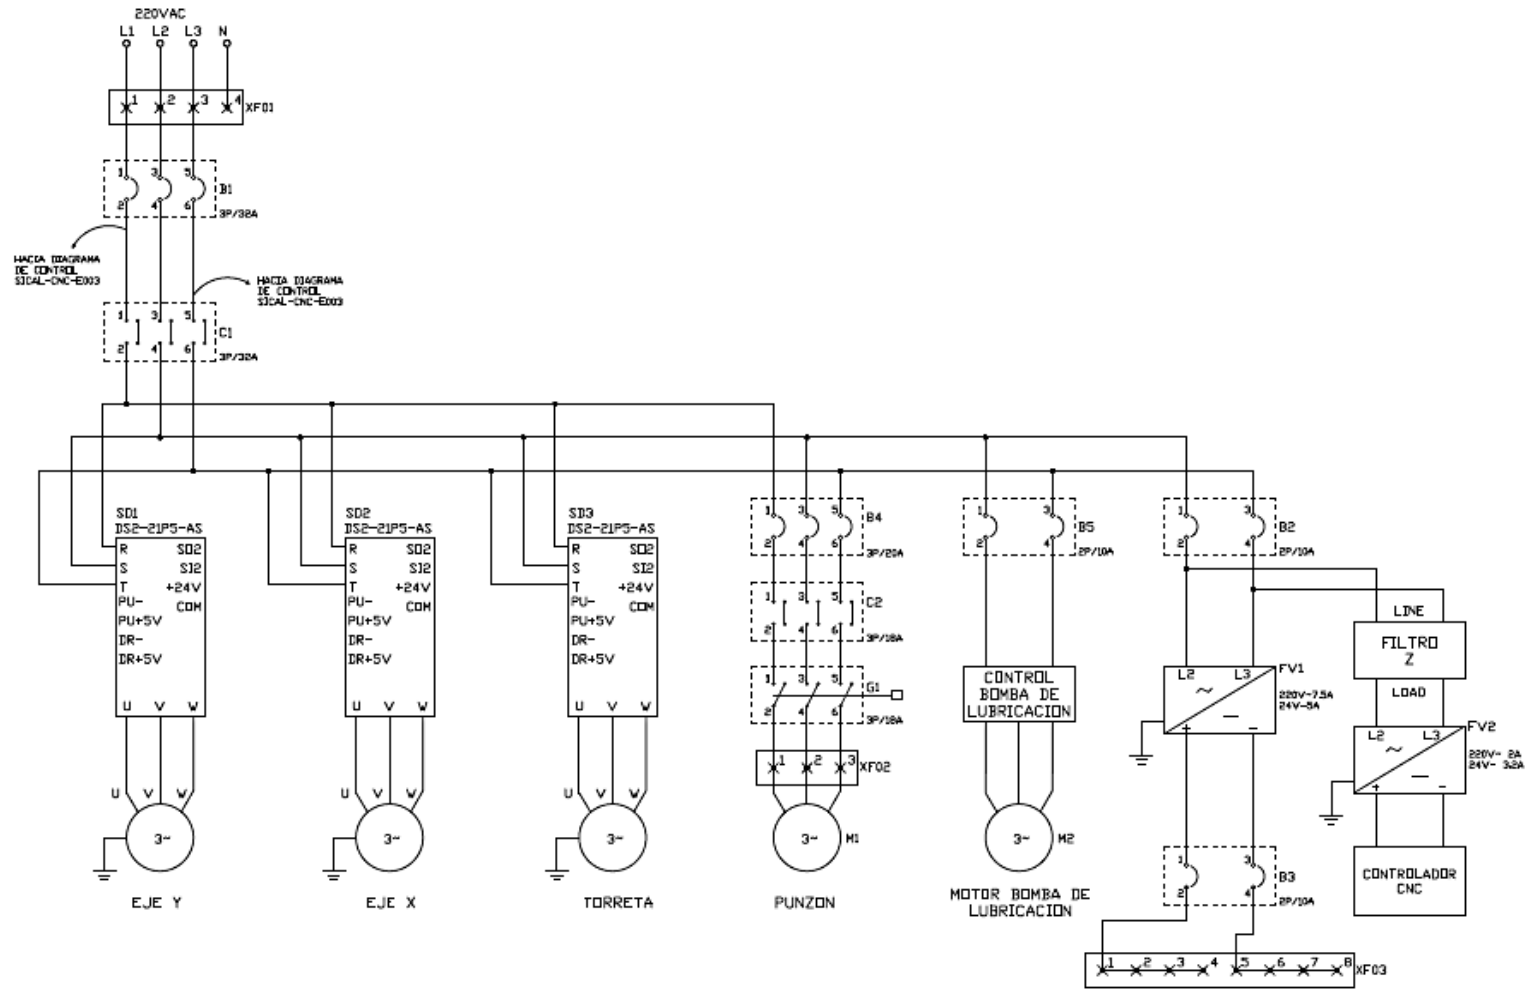 220VAC
L1 L2 L3 N
1 2 3 4 XF01
1 3 5
B1
2 4 6
3P/32A
HACIA DIAGRAMA
DE CONTROL
SICAL-CNC-E003
HACIA DIAGRAMA
DE CONTROL
SICAL-CNC-E003
1 3 5
C1
2 4 6
3P/32A
SD1
DS2-21P5-AS
R SO2
S SI2
T +24V
PU- COM
PU+5V
DR-
DR+5V
U V W
U V W
3~
EJE Y
SD2
DS2-21P5-AS
R SO2
S SI2
T +24V
PU- COM
PU+5V
DR-
DR+5V
U V W
U V W
3~
EJE X
SD3
DS2-21P5-AS
R SO2
S SI2
T +24V
PU- COM
PU+5V
DR-
DR+5V
U V W
U V W
3~
TORRETA
1 3 5
B4
2 4 6
3P/20A
1 3 5
C2
2 4 6
3P/18A
1 3 5
G1
2 4 6
3P/18A
1 2 3 XF02
3~ M1
PUNZON
1 3
B5
2 4
2P/10A
CONTROL
BOMBA DE
LUBRICACION
3~ M2
MOTOR BOMBA DE
LUBRICACION
1 3
B2
2 4
2P/10A
L2 L3 FV1
~
220V-7.5A
24V-5A
+ -
1 3
B3
2 4
2P/10A
1 2 3 4 5 6 7 8 XF03
LINE
FILTRO
Z
LOAD
L2 L3 FV2
~
220V- 2A
24V- 3.2A
+ -
CONTROLADOR
CNC